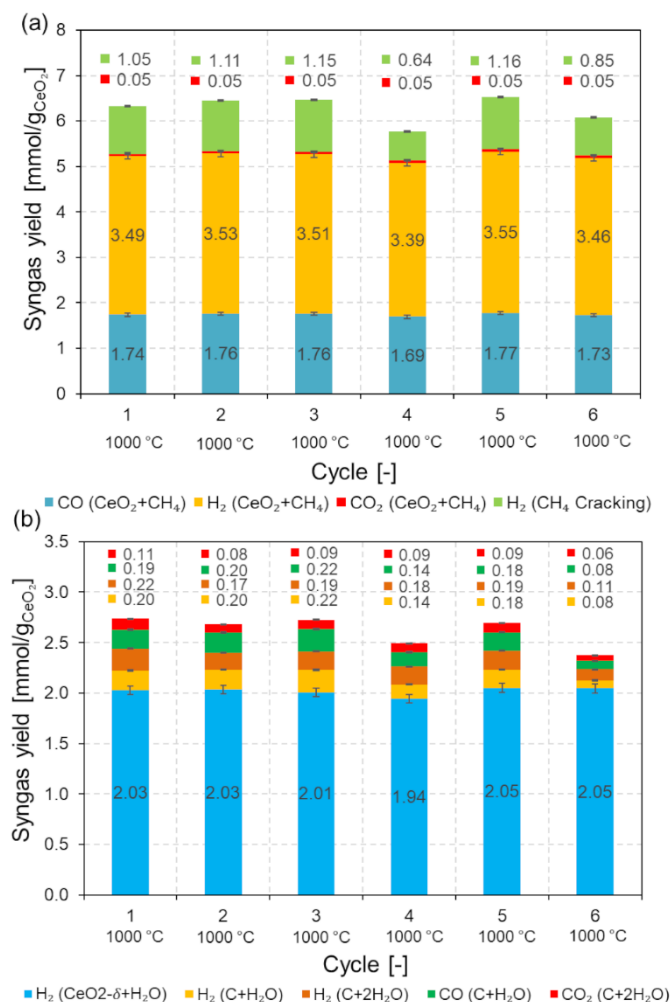 (a)
Syngas yield [mmol/gCeO₂]
8
7
6
5
4
3
2
1
0
1.05 1.11 1.15 0.64 1.16 0.85
0.05 0.05 0.05 0.05 0.05 0.05
3.49 3.53 3.51 3.39 3.55 3.46
1.74 1.76 1.76 1.69 1.77 1.73
1 2 3 4 5 6
1000 °C 1000 °C 1000 °C 1000 °C 1000 °C 1000 °C
Cycle [-]
CO (CeO₂+CH₄) H₂ (CeO₂+CH₄) CO₂ (CeO₂+CH₄) H₂ (CH₄ Cracking)
(b)
Syngas yield [mmol/gCeO₂]
3.5
3.0
2.5
2.0
1.5
1.0
0.5
0.0
0.11 0.08 0.09 0.09 0.09 0.06
0.19 0.20 0.22 0.14 0.18 0.08
0.22 0.17 0.19 0.18 0.19 0.11
0.20 0.20 0.22 0.14 0.18 0.08
2.03 2.03 2.01 1.94 2.05 2.05
1 2 3 4 5 6
1000 °C 1000 °C 1000 °C 1000 °C 1000 °C 1000 °C
Cycle [-]
H₂ (CeO2-δ+H₂O) H₂ (C+H₂O) H₂ (C+2H₂O) CO (C+H₂O) CO₂ (C+2H₂O)